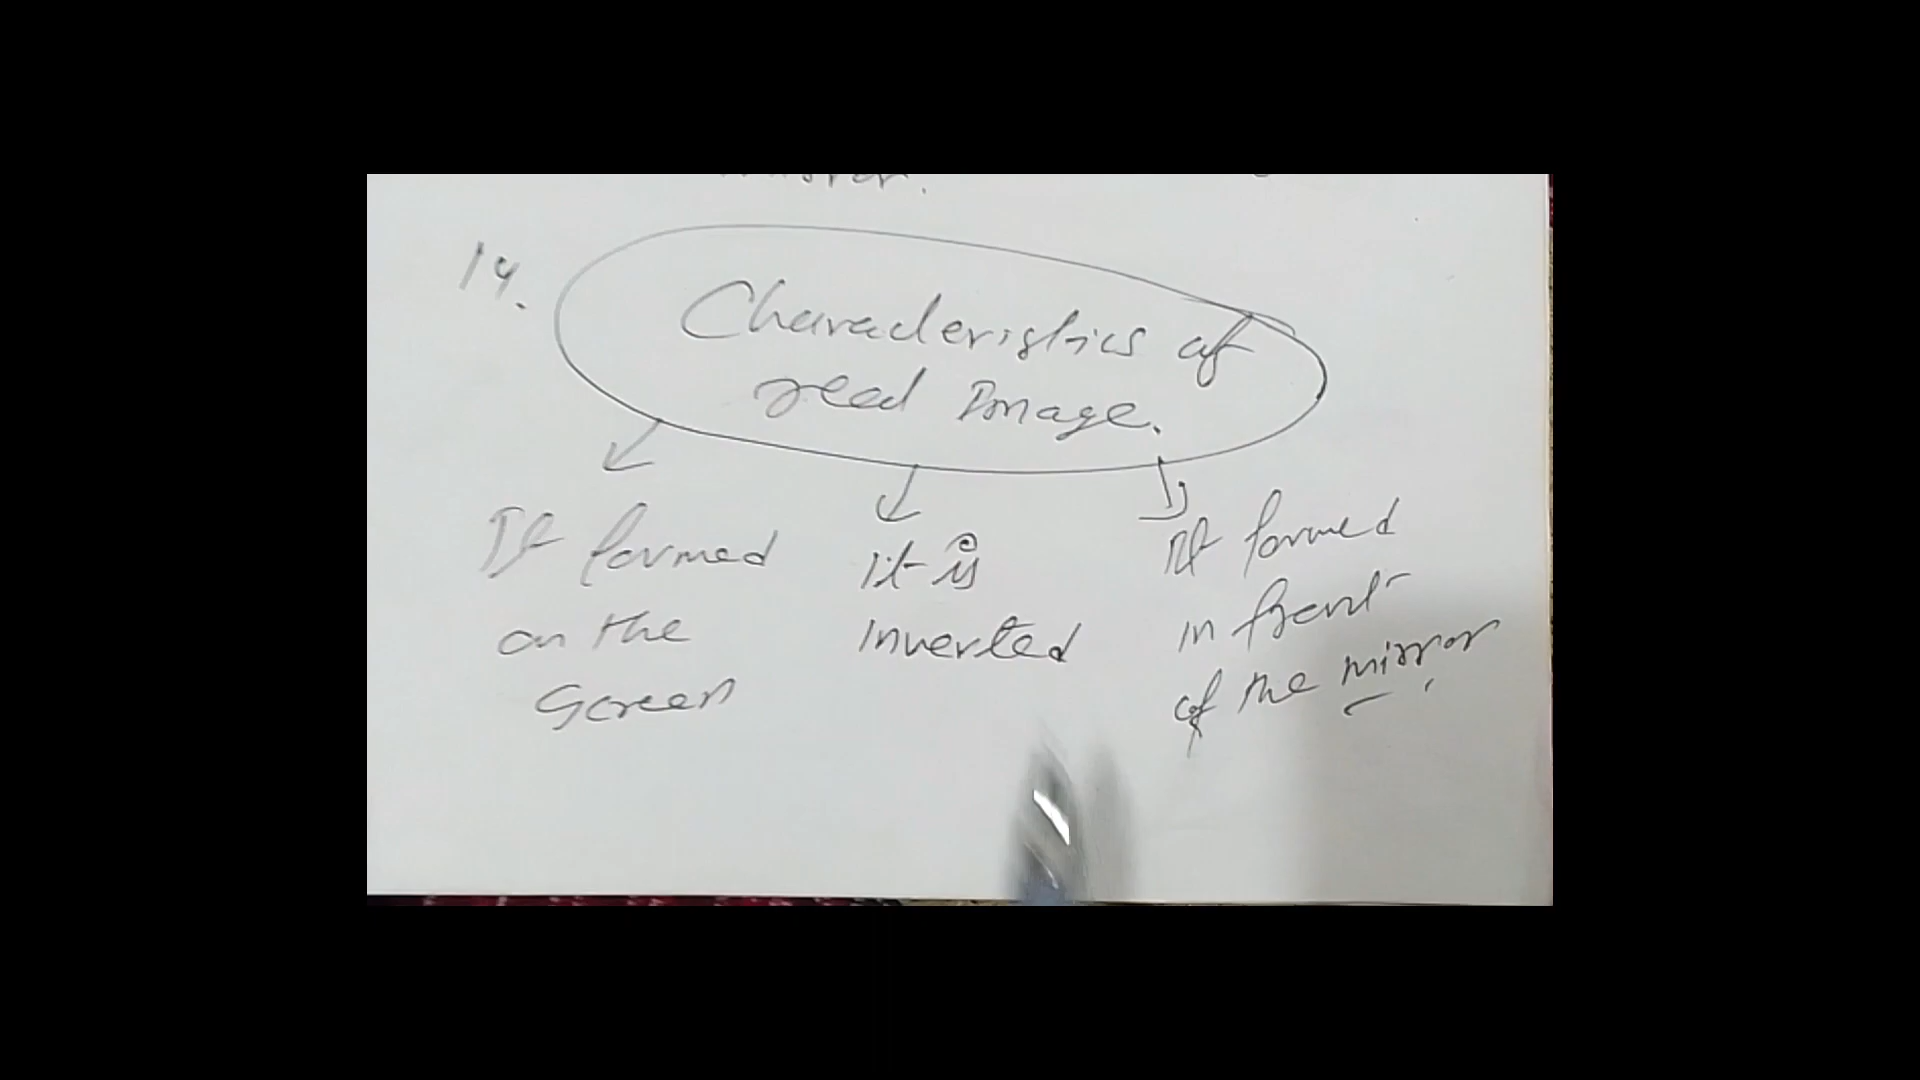 14.
Characteristics of
real Image.
It formed
on the
Screen
it is
inverted
It formed
in front
of the mirror.